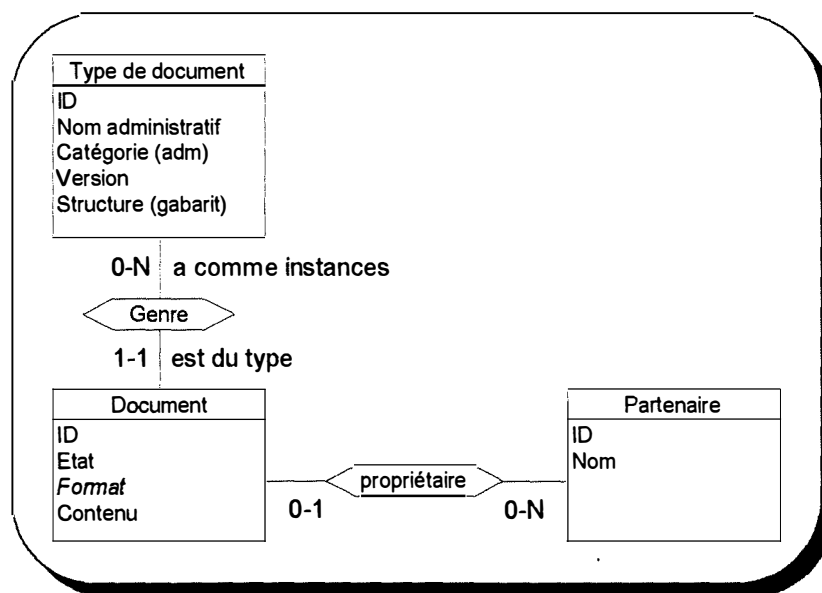 Type de document
ID
Nom administratif
Catégorie (adm)
Version
Structure (gabarit)
0-N a comme instances
Genre
1-1 est du type
Document
ID
Etat
Format
Contenu
0-1
propriétaire
0-N
Partenaire
ID
Nom